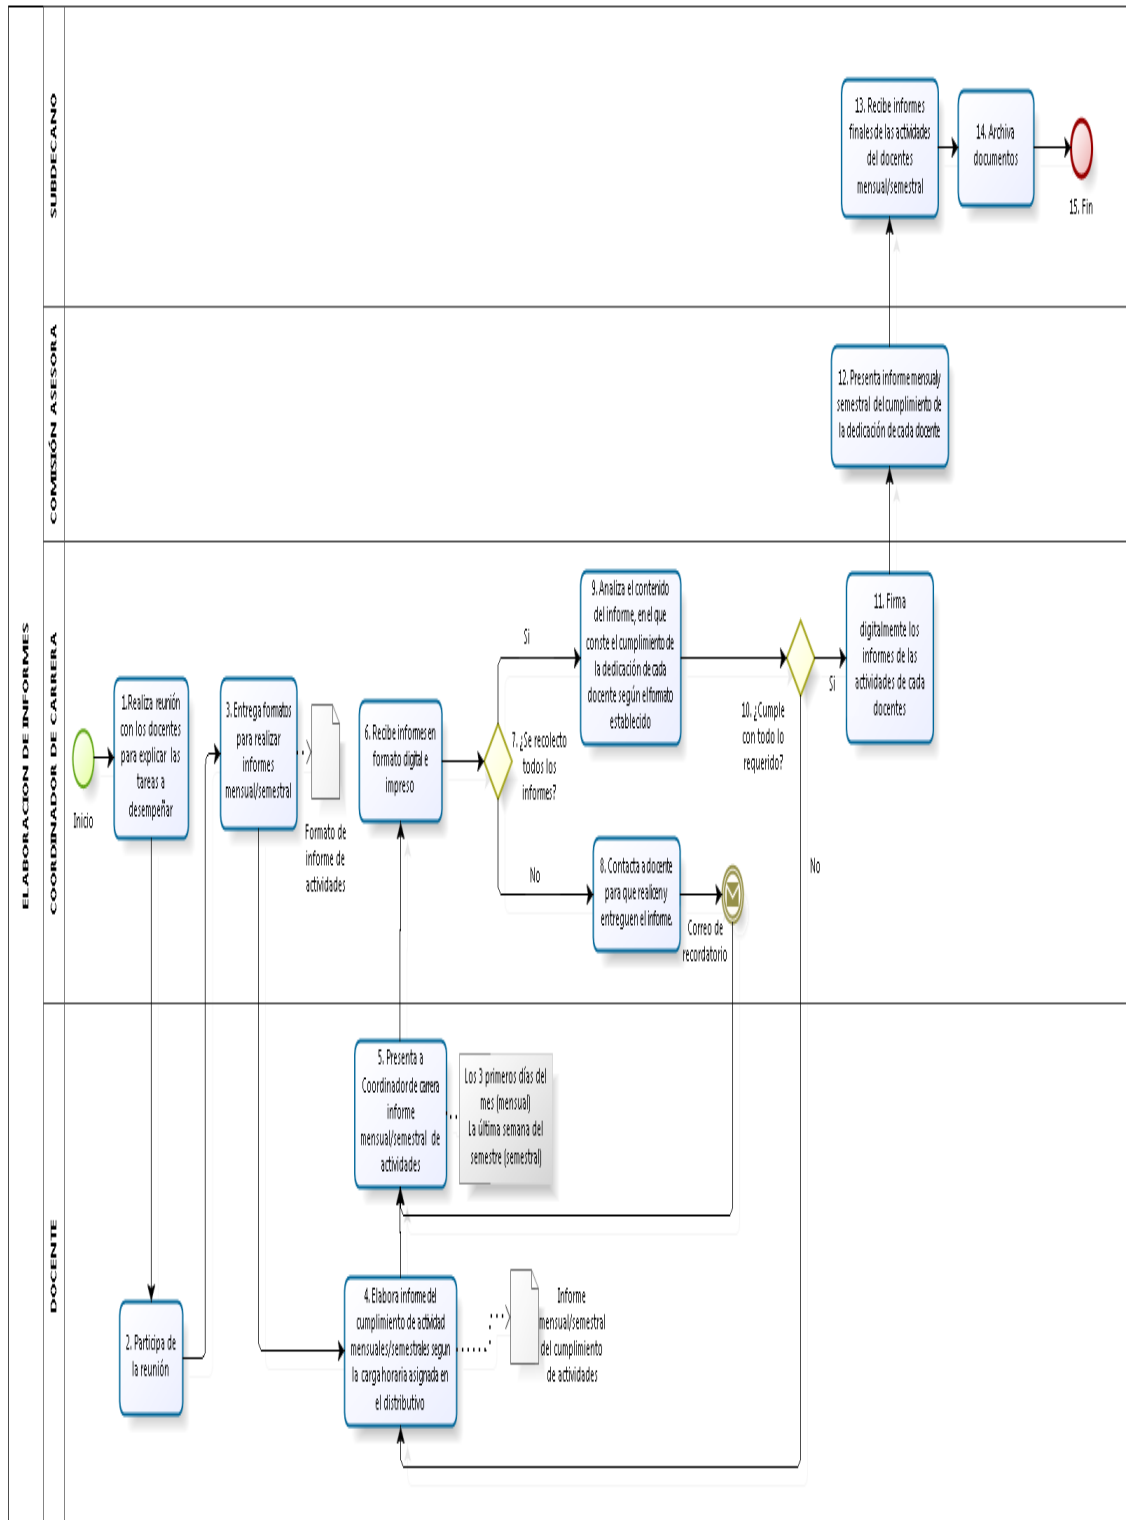 ELABORACION DE INFORMES
SUBDECANO
13. Recibe informes
finales de las actividades
del docentes
mensual/semestral
14. Archiva
documentos
15. Fin
COMISIÓN ASESORA
12. Presenta informe mensual y
semestral del cumplimiento de
la dedicación de cada docente
COORDINADOR DE CARRERA
Inicio
1.Realiza reunión
con los docentes
para explicar las
tareas a
desempeñar
3. Entrega formatos
para realizar
informes
mensual/semestral
Formato de
informe de
actividades
6. Recibe informes en
formato digital e
impreso
7. ¿Se recolecto
todos los
informes?
Si
No
9. Analiza el contenido
del informe, en el que
conste el cumplimiento de
la dedicación de cada
docente según el formato
establecido
8. Contacta a docente
para que realicen y
entreguen el informe.
Correo de
recordatorio
10. ¿Cumple
con todo lo
requerido?
Si
No
11. Firma
digitalmente los
informes de las
actividades de cada
docentes
DOCENTE
2. Participa de
la reunión
5. Presenta a
Coordinador de carrera
informe
mensual/semestral de
actividades
Los 3 primeros días del
mes (mensual)
La última semana del
semestre (semestral)
4. Elabora informe del
cumplimiento de actividad
mensuales/semestrales segun
la carga horaria asignada en
el distributivo
Informe
mensual/semestral
del cumplimiento
de actividades